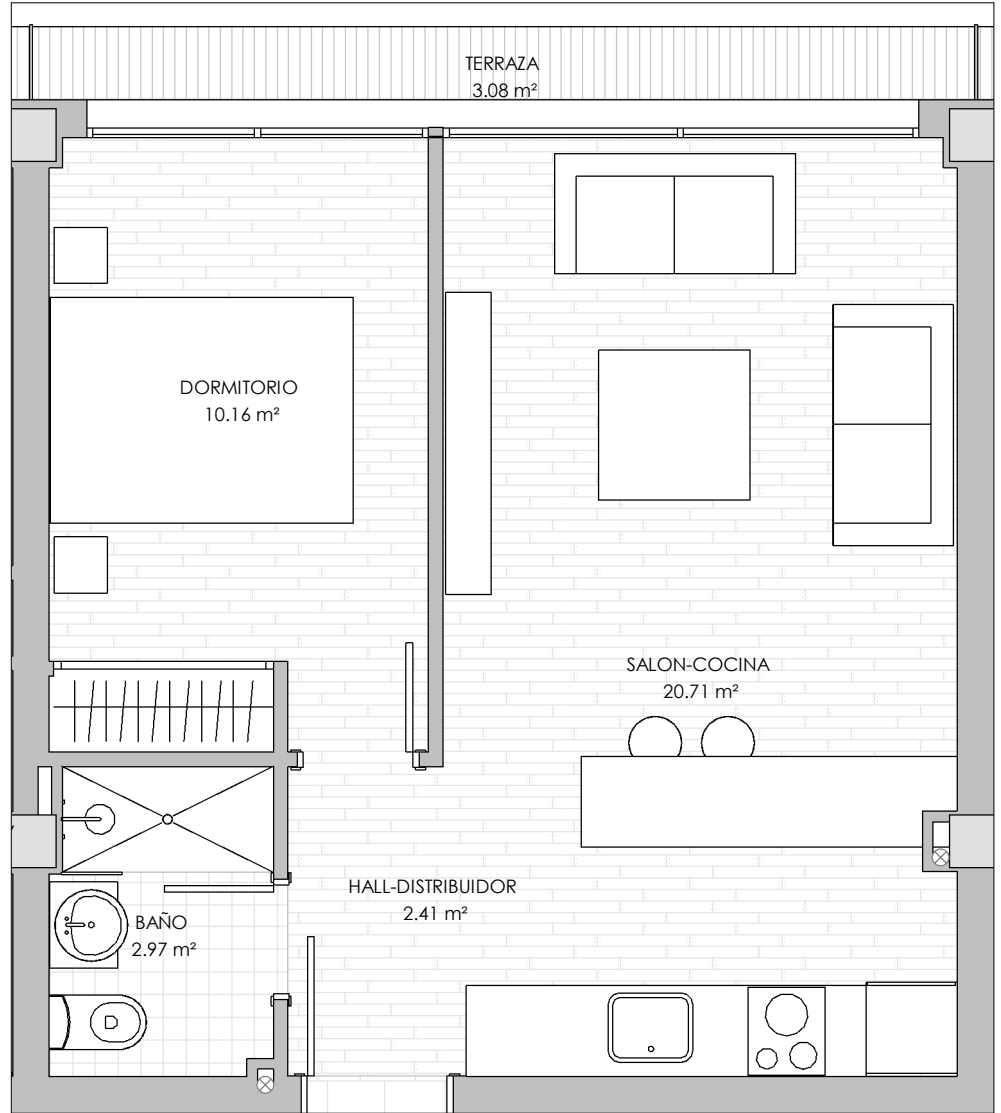 TERRAZA
3.08 m²
DORMITORIO
10.16 m²
SALON-COCINA
20.71 m²
HALL-DISTRIBUIDOR
2.41 m²
BAÑO
2.97 m²